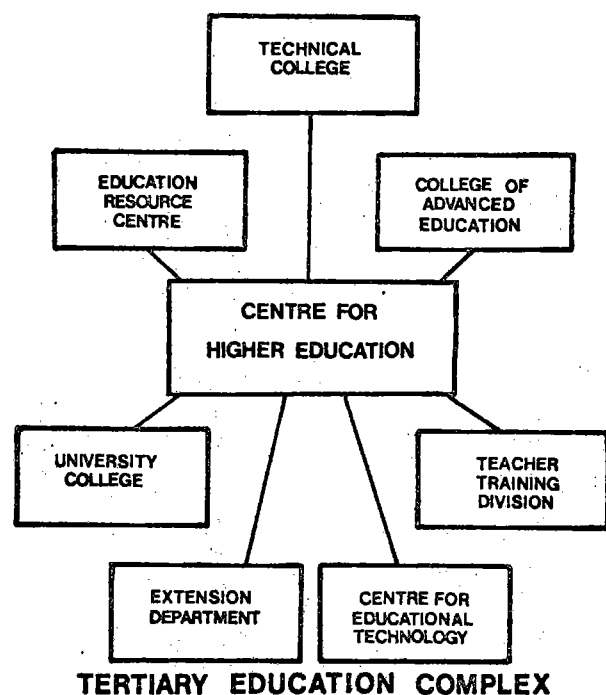 TECHNICAL
COLLEGE
EDUCATION
RESOURCE
CENTRE
COLLEGE OF
ADVANCED
EDUCATION
CENTRE FOR
HIGHER EDUCATION
UNIVERSITY
COLLEGE
TEACHER
TRAINING
DIVISION
EXTENSION
DEPARTMENT
CENTRE FOR
EDUCATIONAL
TECHNOLOGY
TERTIARY EDUCATION COMPLEX